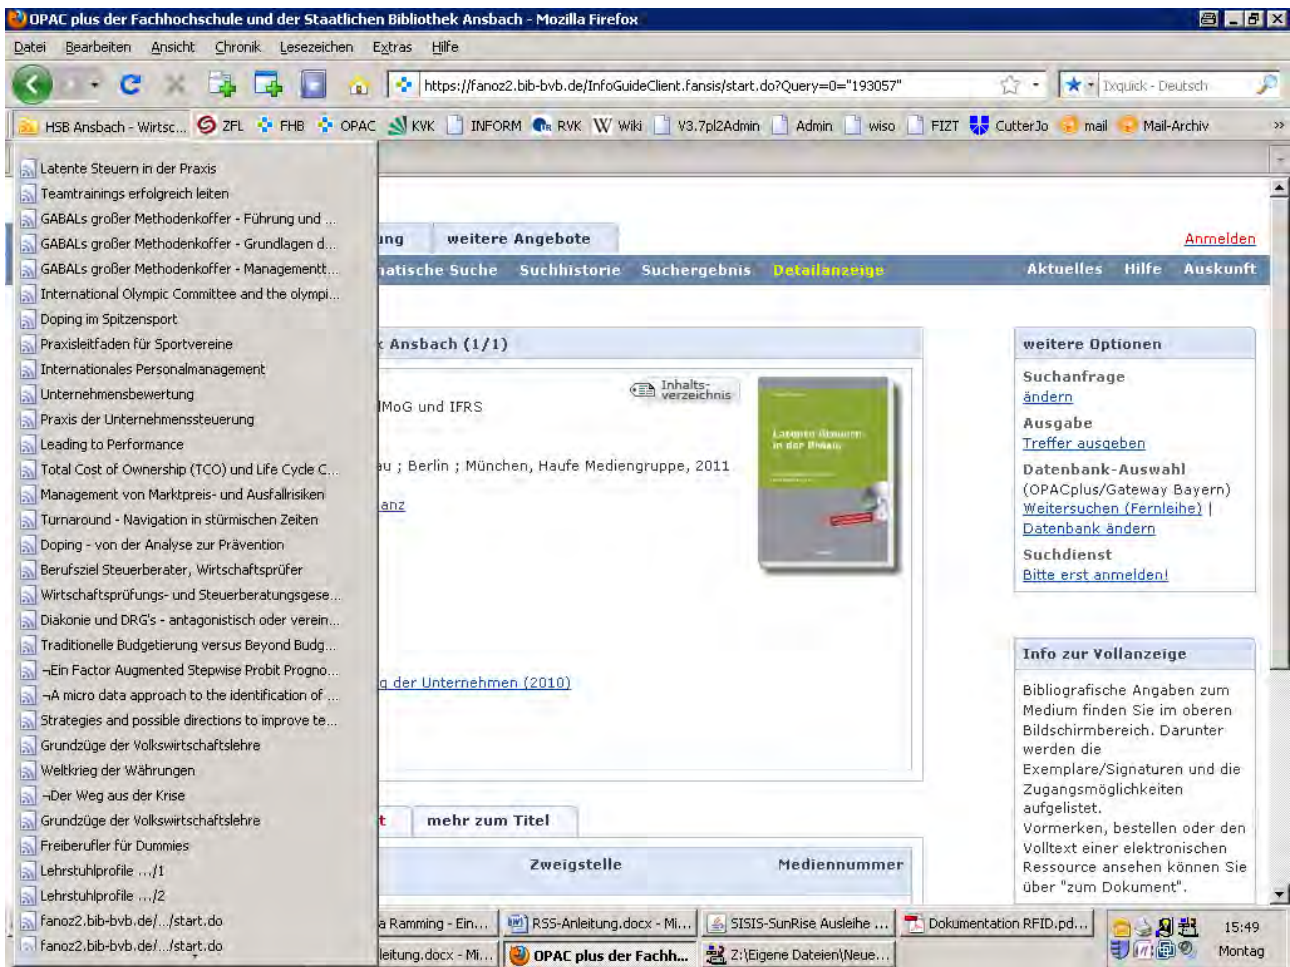 OPAC plus der Fachhochschule und der Staatlichen Bibliothek Ansbach - Mozilla Firefox
Datei Bearbeiten Ansicht Chronik Lesezeichen Extras Hilfe
https://fanoz2.bib-bvb.de/InfoGuideClient.fansis/start.do?Query=0="193057"
Ixquick - Deutsch
HSB Ansbach - Wirtsc... ZFL FHB OPAC KVK INFORM RVK Wiki V3.7pl2Admin Admin wiso FIZT CutterJo mail Mail-Archiv »
Latente Steuern in der Praxis
Teamtrainings erfolgreich leiten
GABALs großer Methodenkoffer - Führung und ...
GABALs großer Methodenkoffer - Grundlagen d...
GABALs großer Methodenkoffer - Managementt...
International Olympic Committee and the olympi...
Doping im Spitzensport
Praxisleitfaden für Sportvereine
Internationales Personalmanagement
Unternehmensbewertung
Praxis der Unternehmenssteuerung
Leading to Performance
Total Cost of Ownership (TCO) und Life Cycle C...
Management von Marktpreis- und Ausfallrisiken
Turnaround - Navigation in stürmischen Zeiten
Doping - von der Analyse zur Prävention
Berufsziel Steuerberater, Wirtschaftsprüfer
Wirtschaftsprüfungs- und Steuerberatungsgese...
Diakonie und DRG's - antagonistisch oder verein...
Traditionelle Budgetierung versus Beyond Budg...
¬Ein Factor Augmented Stepwise Probit Progno...
¬A micro data approach to the identification of ...
Strategies and possible directions to improve te...
Grundzüge der Volkswirtschaftslehre
Weltkrieg der Währungen
¬Der Weg aus der Krise
Grundzüge der Volkswirtschaftslehre
Freiberufler für Dummies
Lehrstuhlprofile .../1
Lehrstuhlprofile .../2
fanoz2.bib-bvb.de/.../start.do
fanoz2.bib-bvb.de/.../start.do
ung weitere Angebote
Anmelden
matische Suche Suchhistorie Suchergebnis Detailanzeige
Aktuelles Hilfe Auskunft
k Ansbach (1/1)
Inhalts-
verzeichnis
lMoG und IFRS
au ; Berlin ; München, Haufe Mediengruppe, 2011
anz
Latente Steuern
in der Praxis
g der Unternehmen (2010)
t mehr zum Titel
Zweigstelle Mediennummer
weitere Optionen
Suchanfrage
ändern
Ausgabe
Treffer ausgeben
Datenbank-Auswahl
(OPACplus/Gateway Bayern)
Weitersuchen (Fernleihe) |
Datenbank ändern
Suchdienst
Bitte erst anmelden!
Info zur Vollanzeige
Bibliografische Angaben zum
Medium finden Sie im oberen
Bildschirmbereich. Darunter
werden die
Exemplare/Signaturen und die
Zugangsmöglichkeiten
aufgelistet.
Vormerken, bestellen oder den
Volltext einer elektronischen
Ressource ansehen können Sie
über "zum Dokument".
a Ramming - Ein... RSS-Anleitung.docx - Mi... SISIS-SunRise Ausleihe ... Dokumentation RFID.pd... 15:49
leitung.docx - Mi... OPAC plus der Fachh... Z:\Eigene Dateien\Neue... Montag